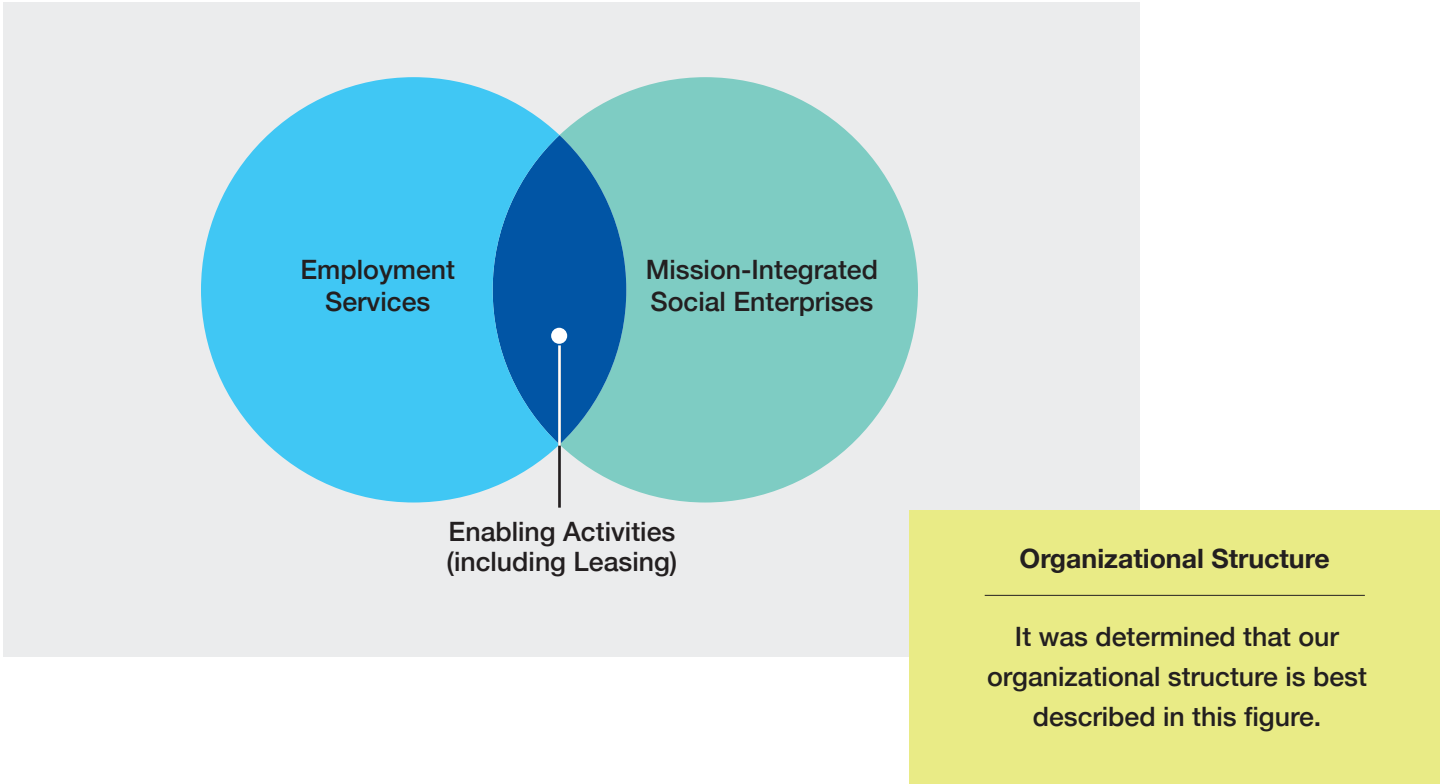 Employment
Services
Mission-Integrated
Social Enterprises
Enabling Activities
(including Leasing)
Organizational Structure
It was determined that our
organizational structure is best
described in this figure.